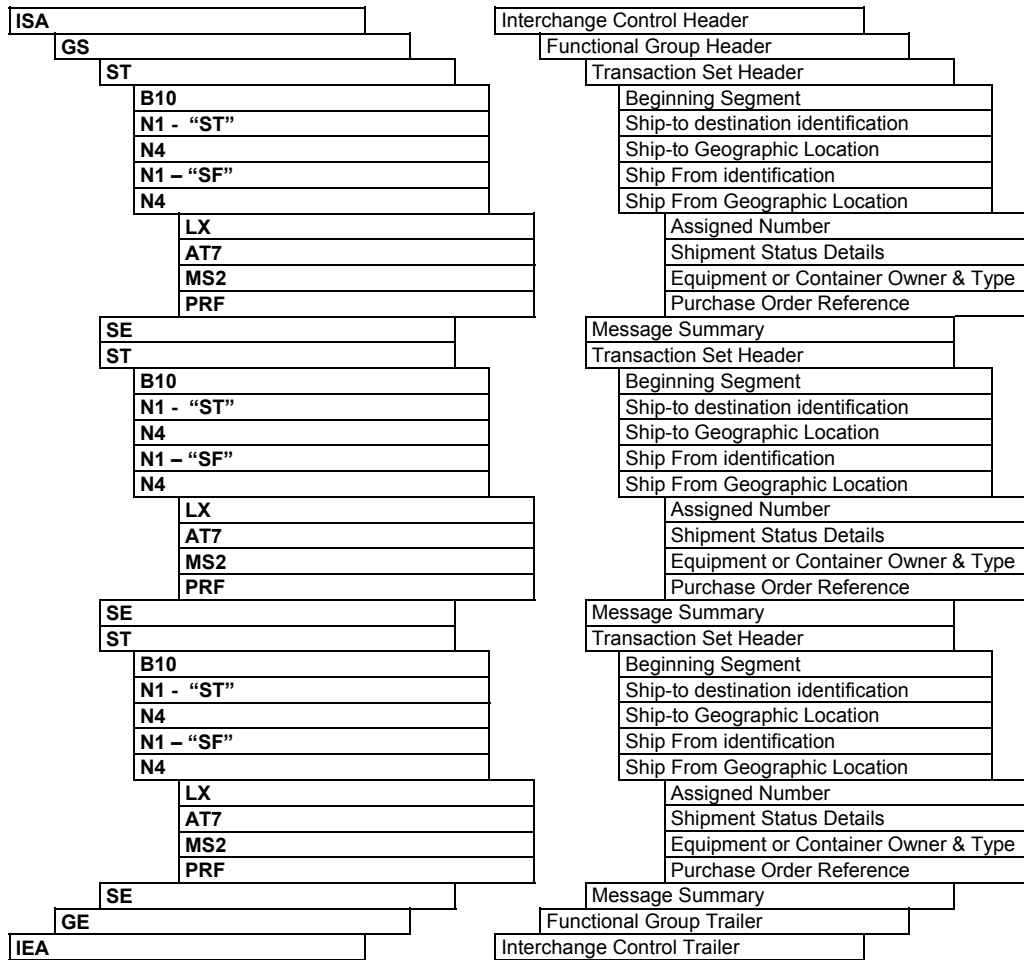 ISA Interchange Control Header
GS Functional Group Header
ST Transaction Set Header
B10 Beginning Segment
N1 - “ST” Ship-to destination identification
N4 Ship-to Geographic Location
N1 – “SF” Ship From identification
N4 Ship From Geographic Location
LX Assigned Number
AT7 Shipment Status Details
MS2 Equipment or Container Owner & Type
PRF Purchase Order Reference
SE Message Summary
ST Transaction Set Header
B10 Beginning Segment
N1 - “ST” Ship-to destination identification
N4 Ship-to Geographic Location
N1 – “SF” Ship From identification
N4 Ship From Geographic Location
LX Assigned Number
AT7 Shipment Status Details
MS2 Equipment or Container Owner & Type
PRF Purchase Order Reference
SE Message Summary
ST Transaction Set Header
B10 Beginning Segment
N1 - “ST” Ship-to destination identification
N4 Ship-to Geographic Location
N1 – “SF” Ship From identification
N4 Ship From Geographic Location
LX Assigned Number
AT7 Shipment Status Details
MS2 Equipment or Container Owner & Type
PRF Purchase Order Reference
SE Message Summary
GE Functional Group Trailer
IEA Interchange Control Trailer